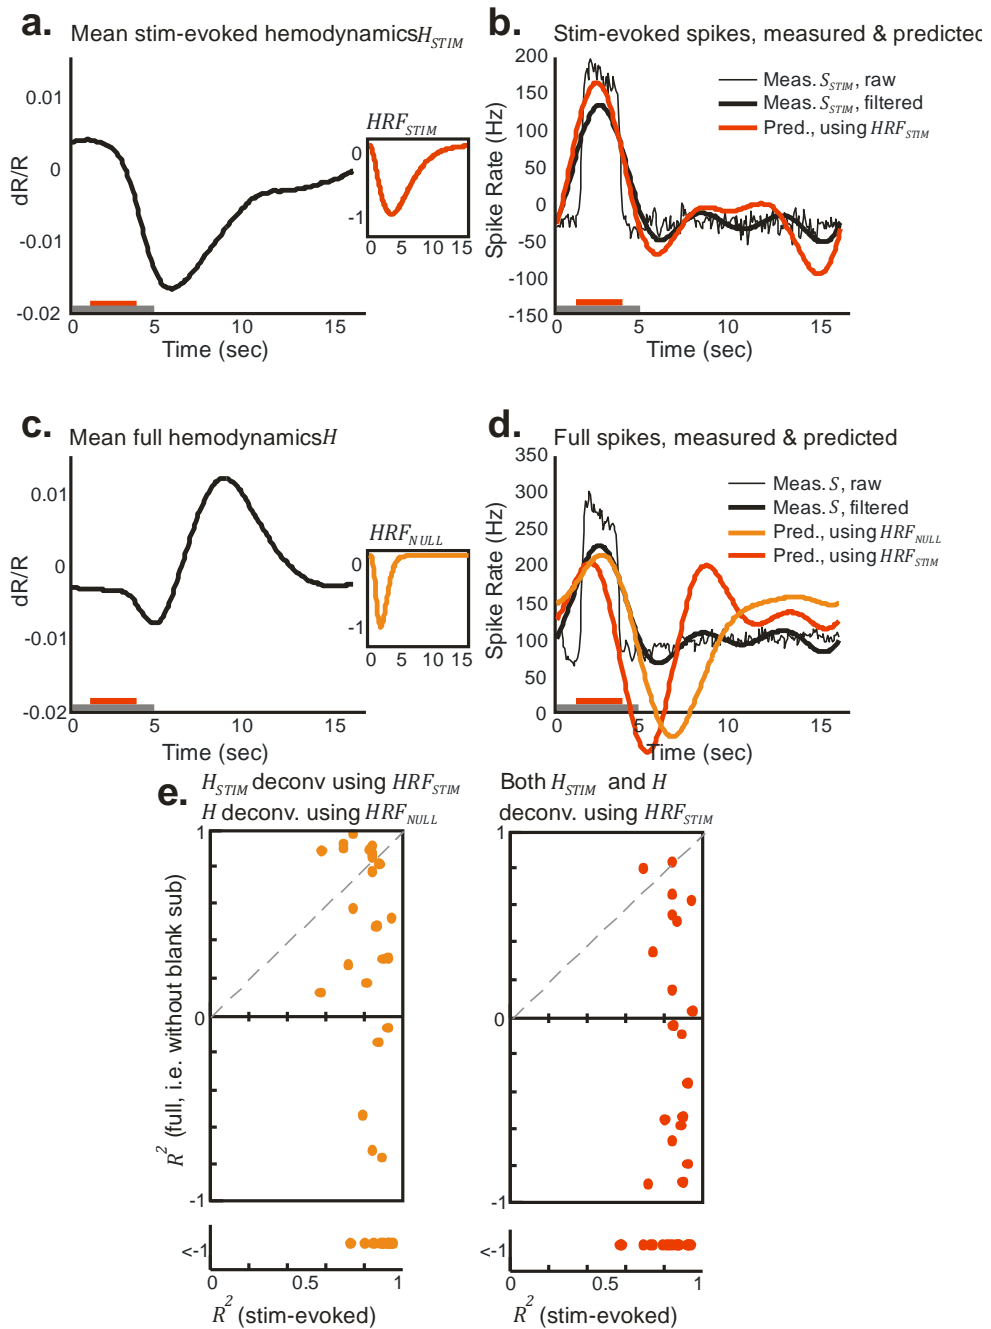 a. Mean stim-evoked hemodynamics H_STIM
dR/R
0.01
0
-0.01
-0.02
0 5 10 15
Time (sec)
HRF_STIM
0
-1
0 5 15
b. Stim-evoked spikes, measured & predicted
Spike Rate (Hz)
200
150
100
50
0
-50
-100
-150
Meas. S_STIM, raw
Meas. S_STIM, filtered
Pred., using HRF_STIM
0 5 10 15
Time (sec)
c. Mean full hemodynamics H
dR/R
0.01
0
-0.01
-0.02
0 5 10 15
Time (sec)
HRF_NULL
0
-1
0 5 15
d. Full spikes, measured & predicted
Spike Rate (Hz)
350
300
250
200
150
100
50
0
Meas. S, raw
Meas. S, filtered
Pred., using HRF_NULL
Pred., using HRF_STIM
0 5 10 15
Time (sec)
e. H_STIM deconv using HRF_STIM
H deconv. using HRF_NULL
R² (full, i.e. without blank sub)
1
0
-1
<-1
0 0.5 1
R² (stim-evoked)
Both H_STIM and H
deconv. using HRF_STIM
1
0
-1
<-1
0 0.5 1
R² (stim-evoked)